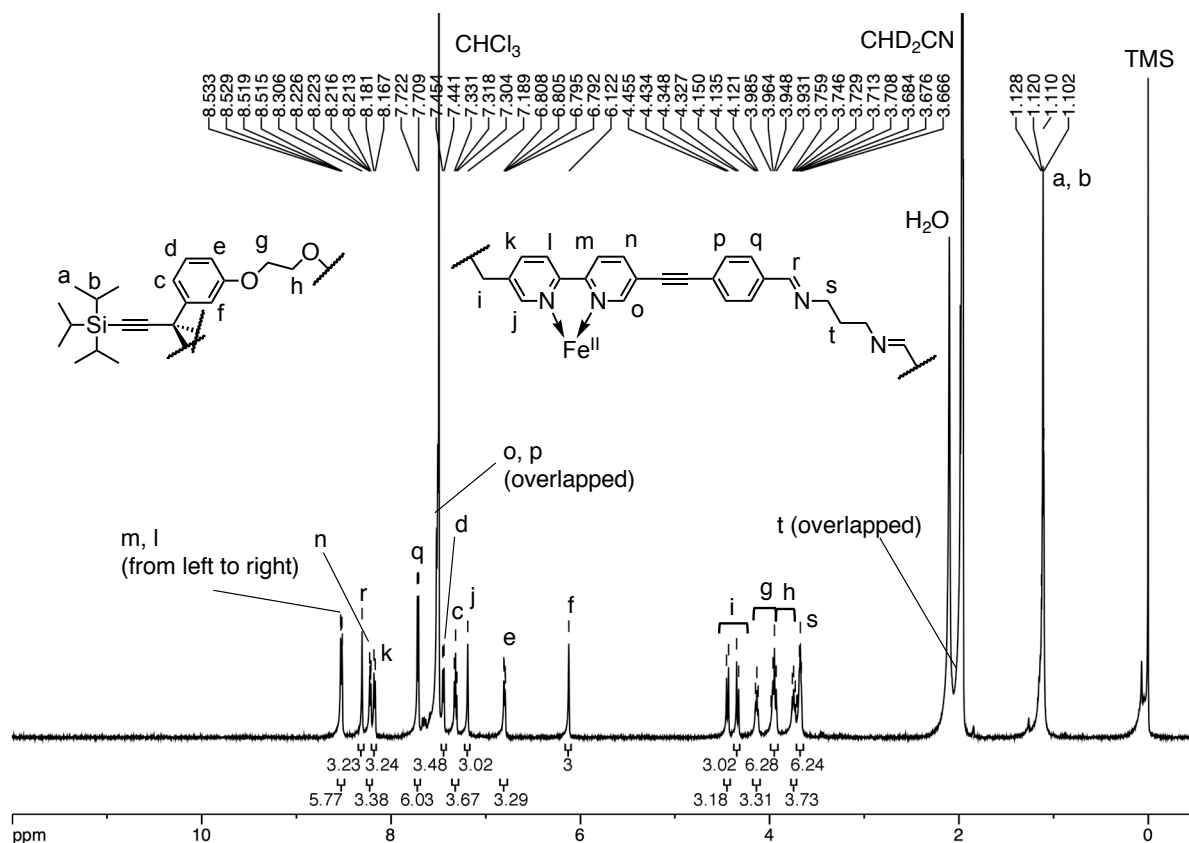 CHCl3
CHD2CN
TMS
8.533
8.529
8.519
8.515
8.306
8.226
8.223
8.216
8.213
8.181
8.167
7.722
7.709
7.454
7.441
7.331
7.318
7.304
7.189
6.808
6.805
6.795
6.792
6.122
4.455
4.434
4.348
4.327
4.150
4.135
4.121
3.985
3.964
3.948
3.931
3.759
3.746
3.729
3.713
3.708
3.684
3.676
3.666
1.128
1.120
1.110
1.102
a, b
H2O
d e g O
a b c O h
f
Si
k l m n p q r
i j N N o N s
t
FeII
N
o, p
(overlapped)
m, l
(from left to right)
n
r
k
q
d
c
j
e
f
i
g
h
s
t (overlapped)
3.23 3.24 3.48 3.02 3 3.02 6.28 6.24
5.77 3.38 6.03 3.67 3.29 3.18 3.31 3.73
ppm 10 8 6 4 2 0